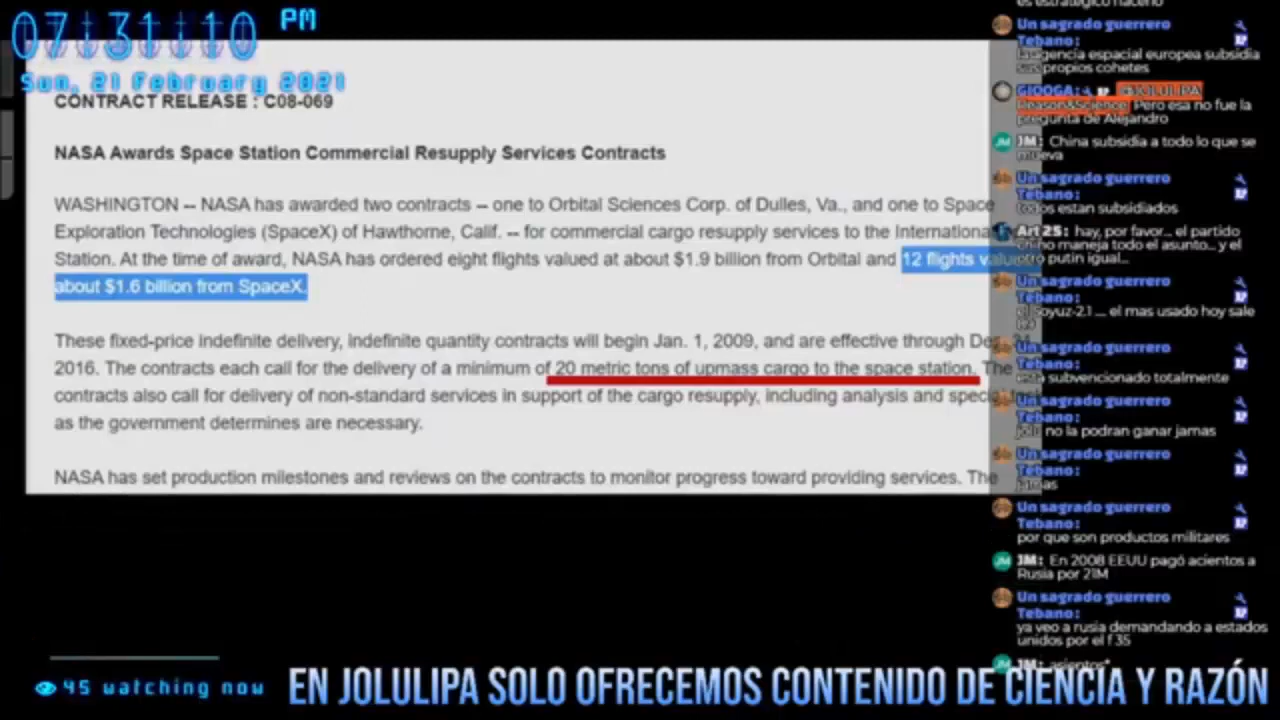 07:31:10 PM
Sun, 21 February 2021
CONTRACT RELEASE : C08-069
NASA Awards Space Station Commercial Resupply Services Contracts
WASHINGTON -- NASA has awarded two contracts -- one to Orbital Sciences Corp. of Dulles, Va., and one to Space
Exploration Technologies (SpaceX) of Hawthorne, Calif. -- for commercial cargo resupply services to the International
Station. At the time of award, NASA has ordered eight flights valued at about $1.9 billion from Orbital and 12 flights valued
about $1.6 billion from SpaceX.
These fixed-price indefinite delivery, indefinite quantity contracts will begin Jan. 1, 2009, and are effective through
2016. The contracts each call for the delivery of a minimum of 20 metric tons of upmass cargo to the space station. The
contracts also call for delivery of non-standard services in support of the cargo resupply, including analysis and
as the government determines are necessary.
NASA has set production milestones and reviews on the contracts to monitor progress toward providing services. The
es estratégico hacerlo
Un sagrado guerrero
Tebano:
la agencia espacial europea subsidia
sus propios cohetes
GIOOGA: @JOLULIPA
Reason&Science Pero esa no fue la
pregunta de Alejandro
JM: China subsidia a todo lo que se
mueva
Un sagrado guerrero
Tebano:
todos estan subsidiados
Art 2S: hay, por favor... el partido
chino maneja todo el asunto... y el
otro putin igual...
Un sagrado guerrero
Tebano:
el Soyuz-2.1 .... el mas usado hoy sale
Un sagrado guerrero
Tebano:
esta subvencionado totalmente
Un sagrado guerrero
Tebano:
no la podran ganar jamas
Un sagrado guerrero
Tebano:
jamas
Un sagrado guerrero
Tebano:
por que son productos militares
JM: En 2008 EEUU pagó acientos a
Rusia por 21M
Un sagrado guerrero
Tebano:
ya veo a rusia demandando a estados
unidos por el f 35
JM: asientos*
45 watching now
EN JOLULIPA SOLO OFRECEMOS CONTENIDO DE CIENCIA Y RAZÓN